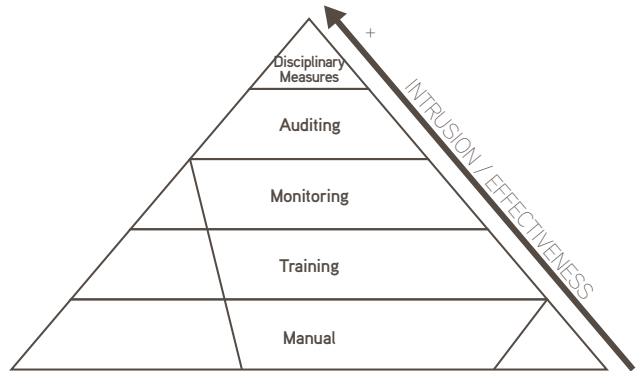 +
Disciplinary
Measures
INTRUSION / EFFECTIVENESS
Auditing
Monitoring
Training
Manual